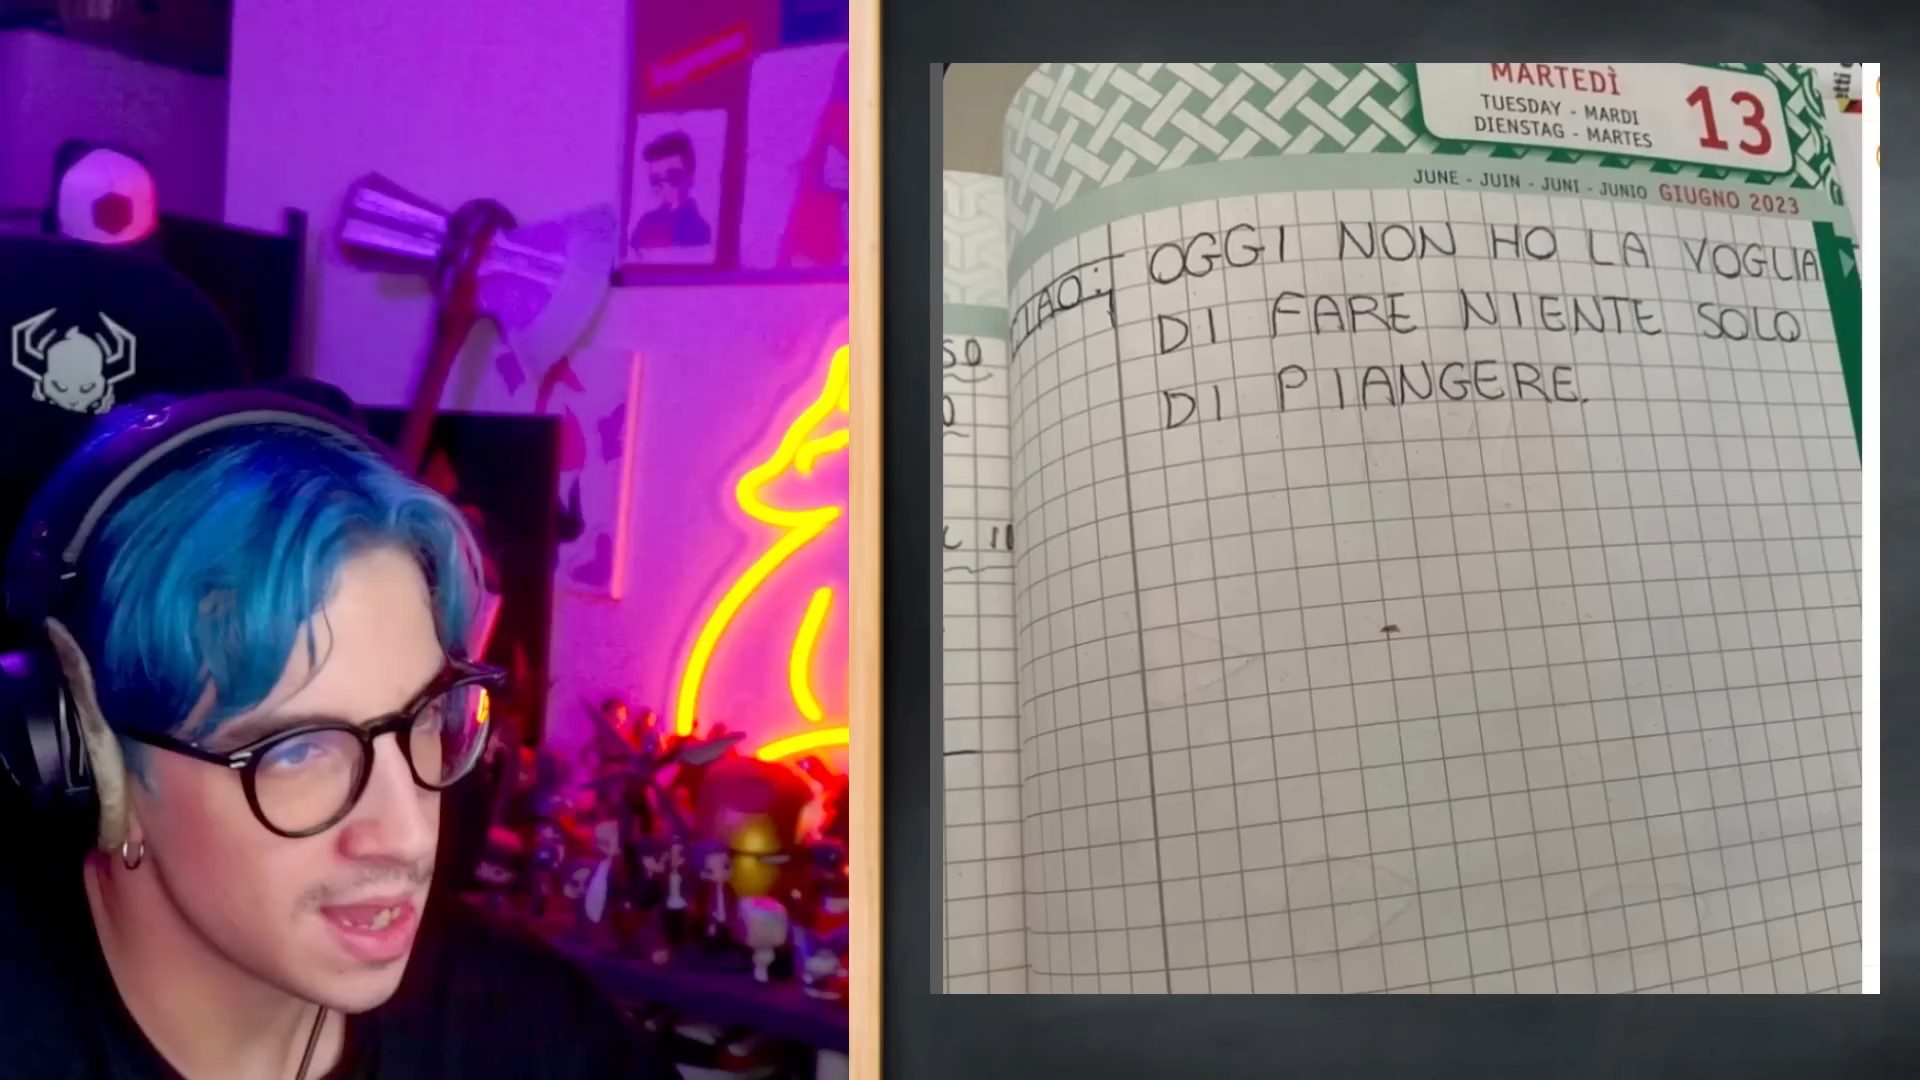 MARTEDÌ
TUESDAY - MARDI
DIENSTAG - MARTES
13
JUNE - JUIN - JUNI - JUNIO GIUGNO 2023
OGGI NON HO LA VOGLIA
DI FARE NIENTE SOLO
DI PIANGERE.